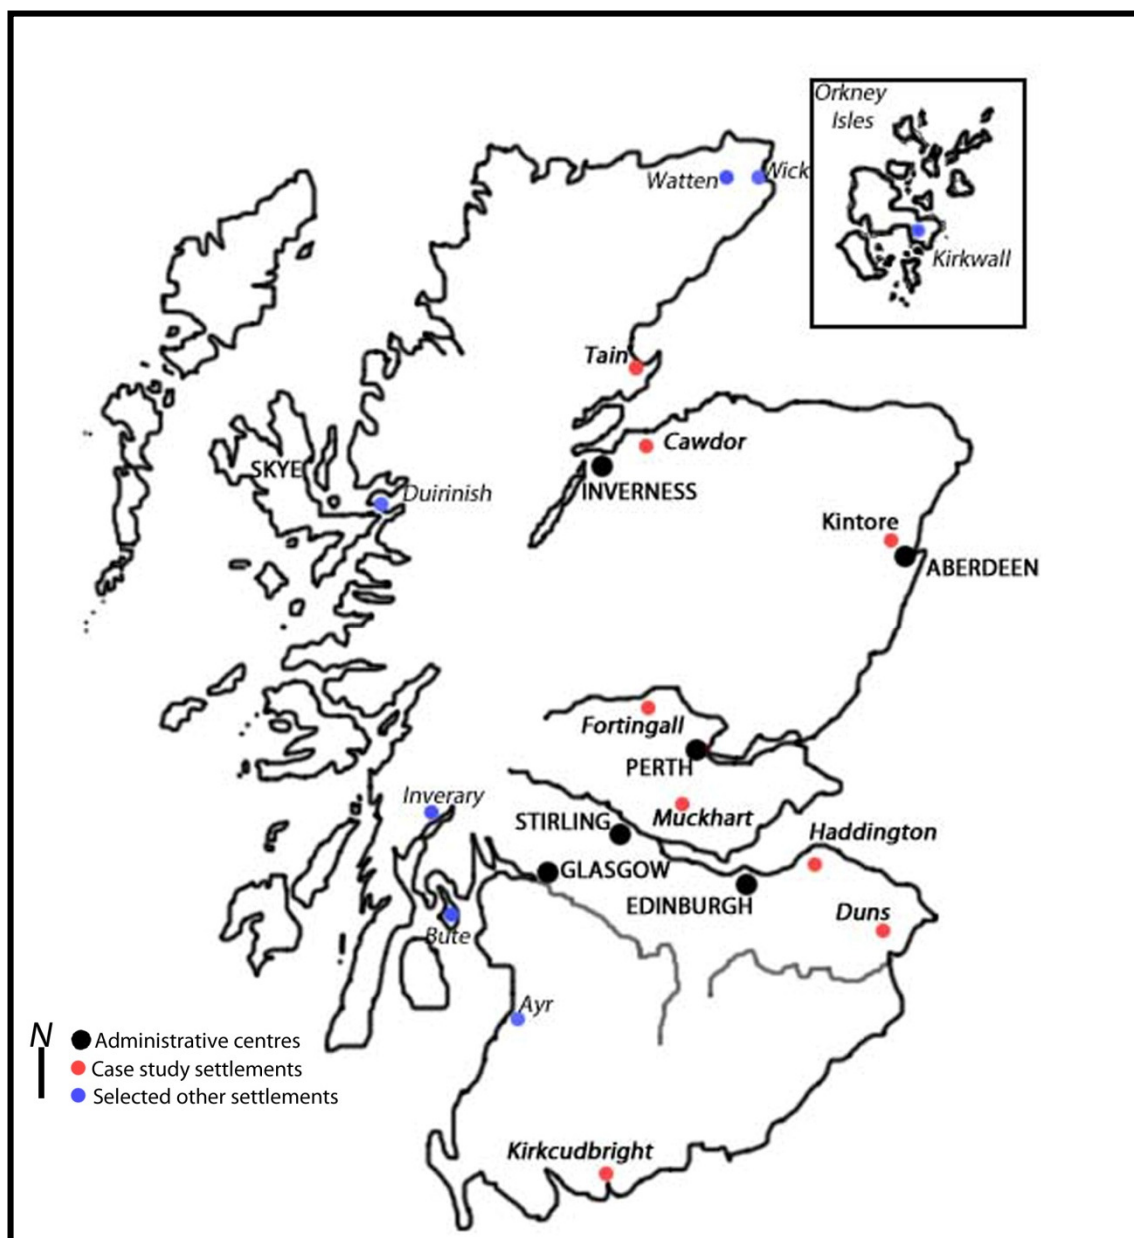 Orkney
Isles
Watten
Wick
Kirkwall
Tain
Cawdor
SKYE
Duirinish
INVERNESS
Kintore
ABERDEEN
Fortingall
PERTH
Inverary
Muckhart
STIRLING
Haddington
GLASGOW
EDINBURGH
Duns
Bute
Ayr
N
Administrative centres
Case study settlements
Selected other settlements
Kirkcudbright